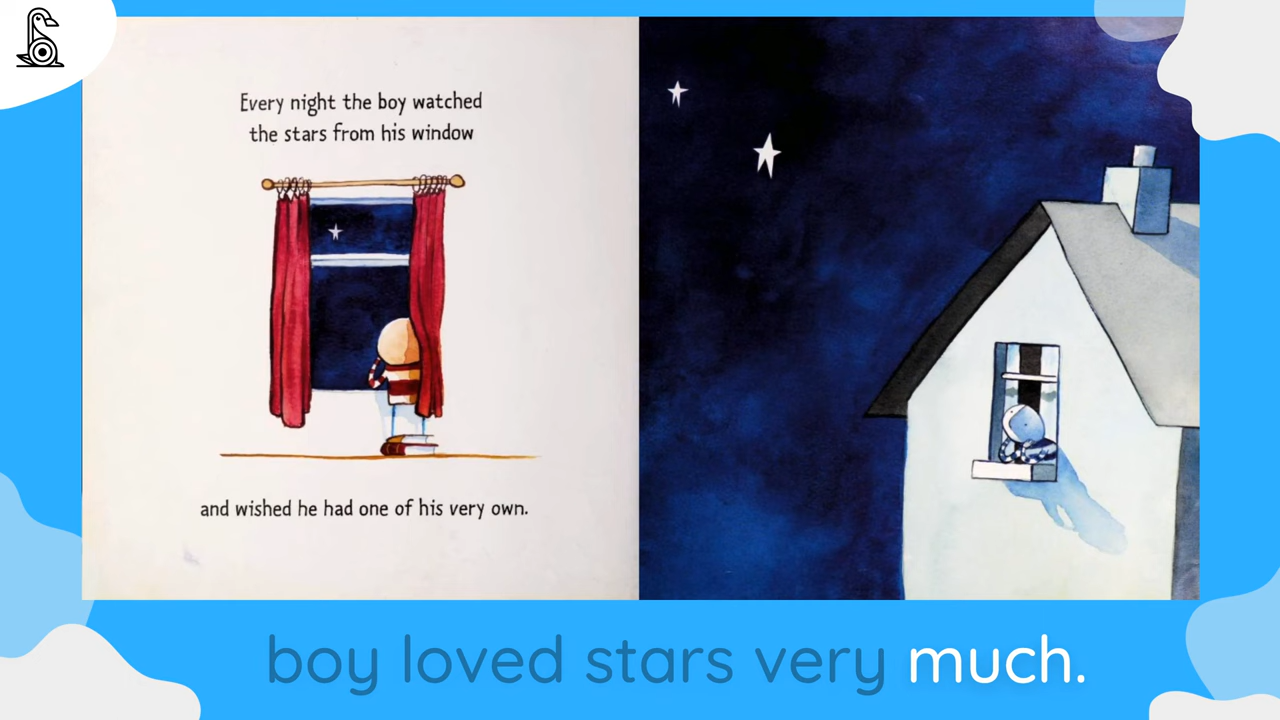 Every night the boy watched
the stars from his window
and wished he had one of his very own.
boy loved stars very much.